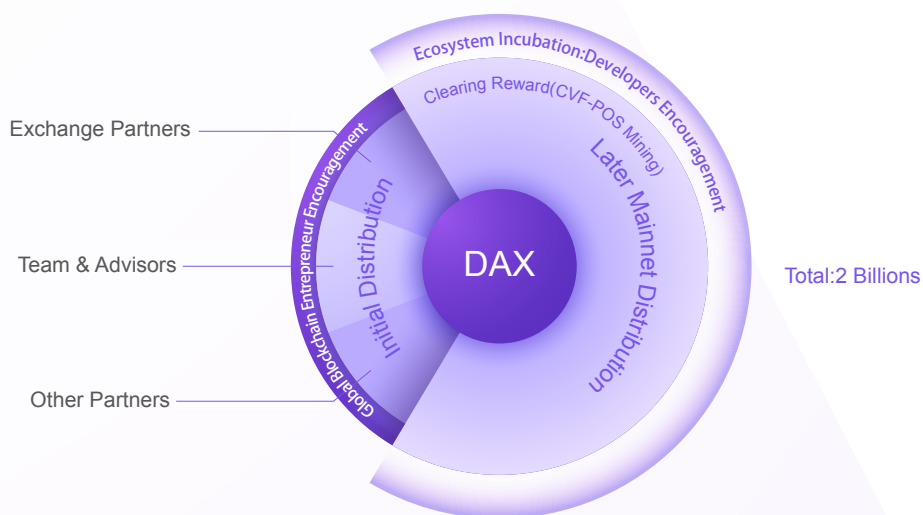 Ecosystem Incubation:Developers Encouragement
Clearing Reward(CVF-POS Mining)
Later Mainnet Distribution
Global Blockchain Entrepreneur Encouragement
Initial Distribution
Exchange Partners
Team & Advisors
Other Partners
DAX
Total:2 Billions